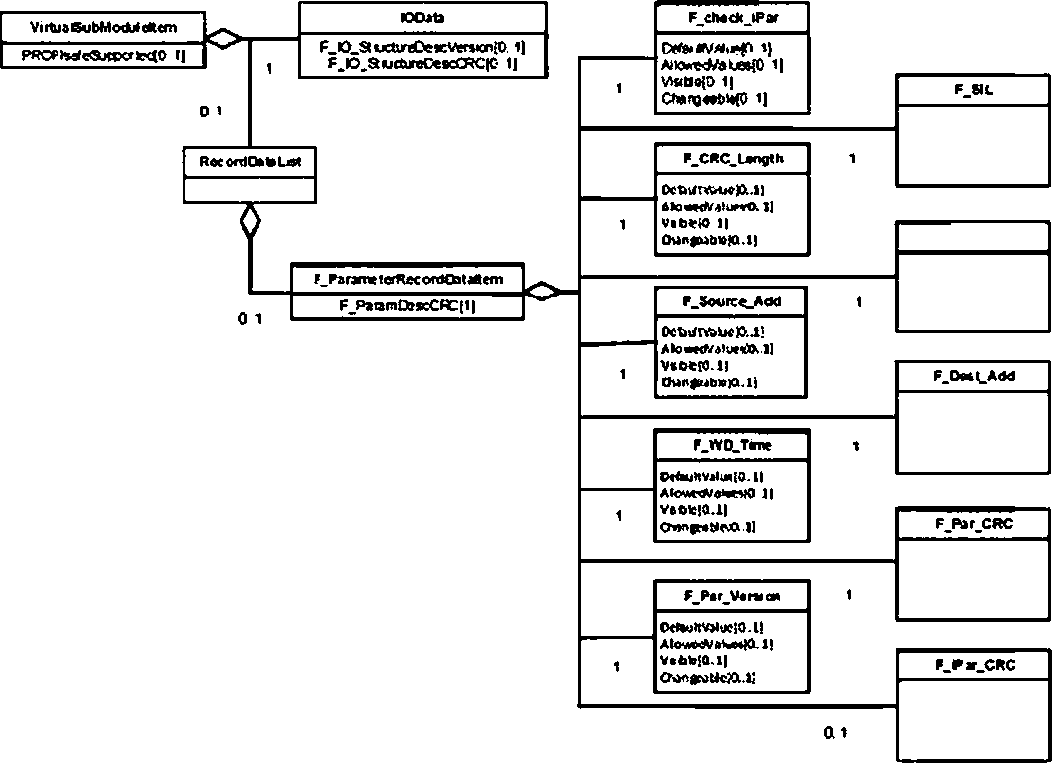 VirtualSubModuleItem
PROFIsafeSupported[0..1]
IOData
F_IO_StructureDescVersion[0..1]
F_IO_StructureDescCRC[0..1]
1
0..1
RecordDataList
F_ParameterRecordDataItem
F_ParamDescCRC[1]
0..1
F_check_iPar
DefaultValue[0..1]
AllowedValues[0..1]
Visible[0..1]
Changeable[0..1]
1
F_SIL
1
F_CRC_Length
DefaultValue[0..1]
AllowedValues[0..1]
Visible[0..1]
Changeable[0..1]
1
1
F_Source_Add
DefaultValue[0..1]
AllowedValues[0..1]
Visible[0..1]
Changeable[0..1]
1
F_Dest_Add
1
F_WD_Time
DefaultValue[0..1]
AllowedValues[0..1]
Visible[0..1]
Changeable[0..1]
1
F_Par_CRC
1
F_Par_Version
DefaultValue[0..1]
AllowedValues[0..1]
Visible[0..1]
Changeable[0..1]
1
F_iPar_CRC
0..1